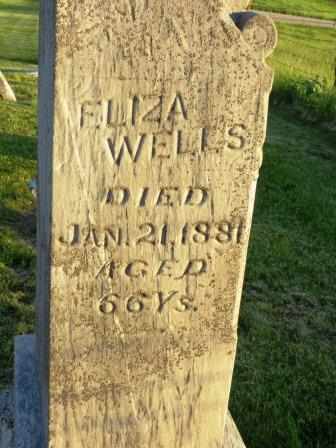 ELIZA
WELLS
DIED
JAN. 21, 1881
AGED
66 Ys.